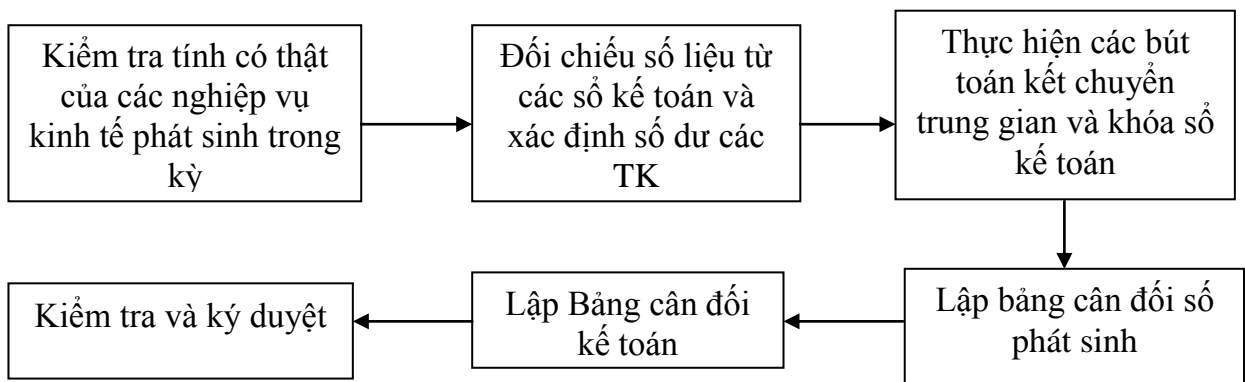 Kiểm tra tính có thật
của các nghiệp vụ
kinh tế phát sinh trong
kỳ
Đối chiếu số liệu từ
các sổ kế toán và
xác định số dư các
TK
Thực hiện các bút
toán kết chuyển
trung gian và khóa sổ
kế toán
Lập bảng cân đối số
phát sinh
Lập Bảng cân đối
kế toán
Kiểm tra và ký duyệt